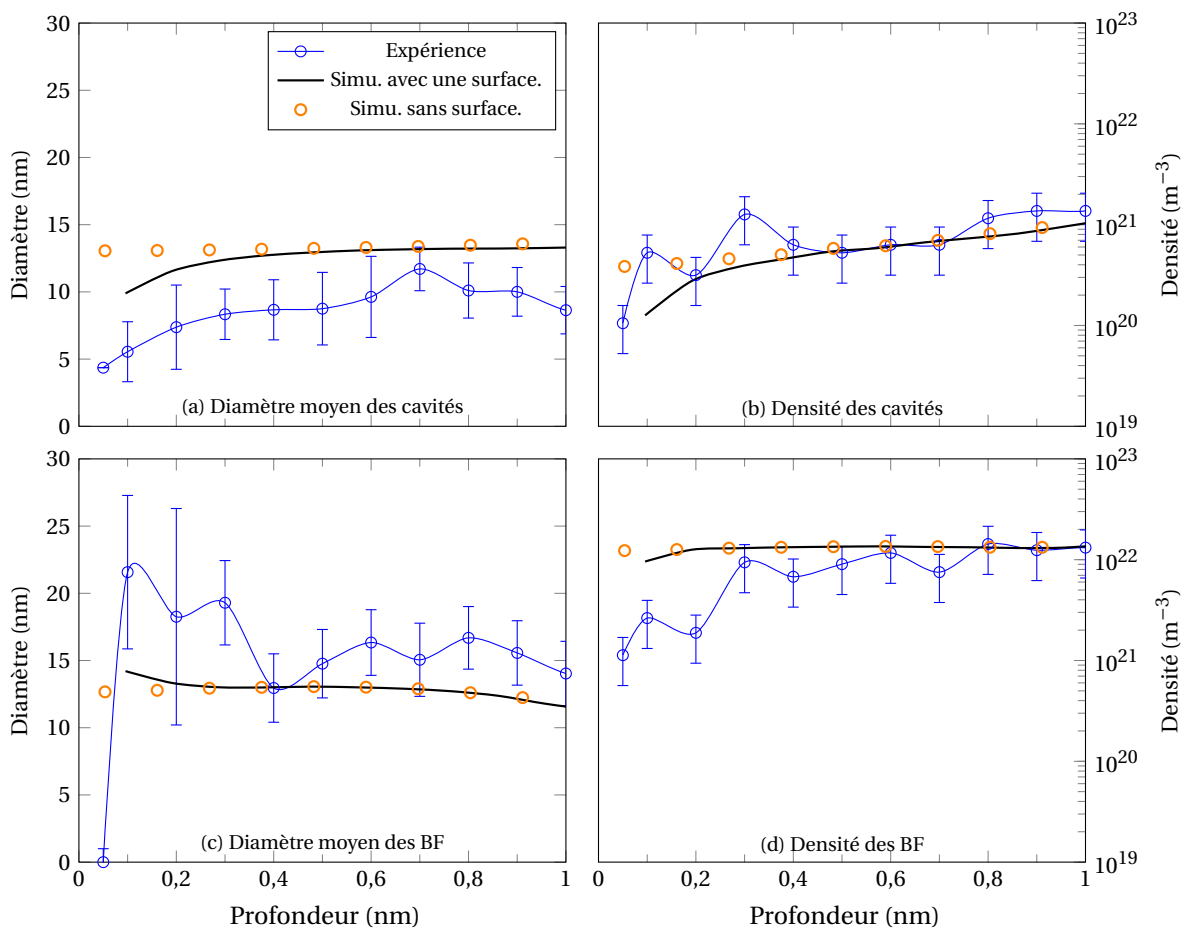 30
25
20
15
10
5
0
Diamètre (nm)
Expérience
Simu. avec une surface.
Simu. sans surface.
(a) Diamètre moyen des cavités
10^23
10^22
10^21
10^20
10^19
Densité (m^−3)
(b) Densité des cavités
30
25
20
15
10
5
0
Diamètre (nm)
(c) Diamètre moyen des BF
0 0,2 0,4 0,6 0,8 1
Profondeur (nm)
10^23
10^22
10^21
10^20
10^19
Densité (m^−3)
(d) Densité des BF
0 0,2 0,4 0,6 0,8 1
Profondeur (nm)